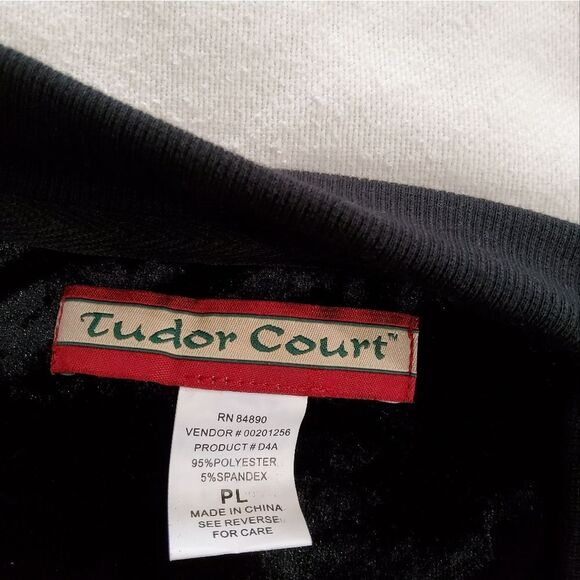 Tudor Court™
RN 84890
VENDOR # 00201256
PRODUCT # D4A
95%POLYESTER
5%SPANDEX
PL
MADE IN CHINA
SEE REVERSE
FOR CARE